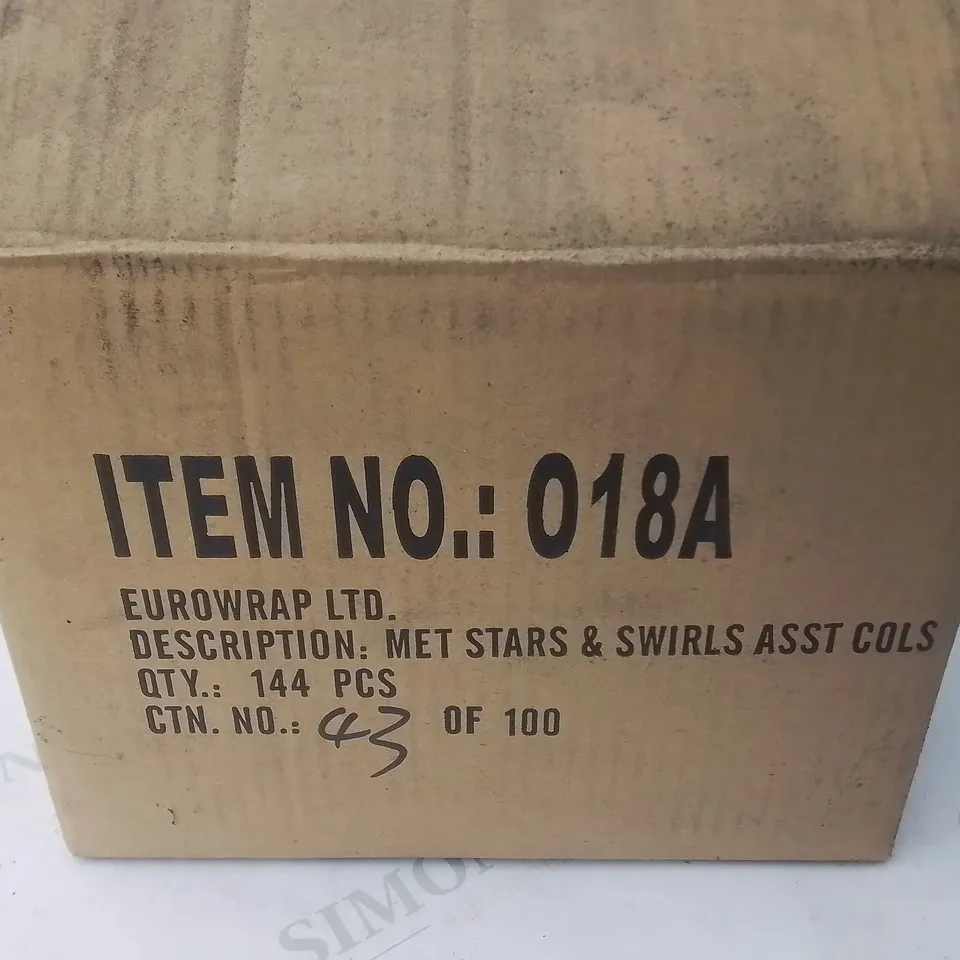 ITEM NO.: 018A
EUROWRAP LTD.
DESCRIPTION: MET STARS & SWIRLS ASST COLS
QTY.: 144 PCS
CTN. NO.: 43 OF 100
SIMON